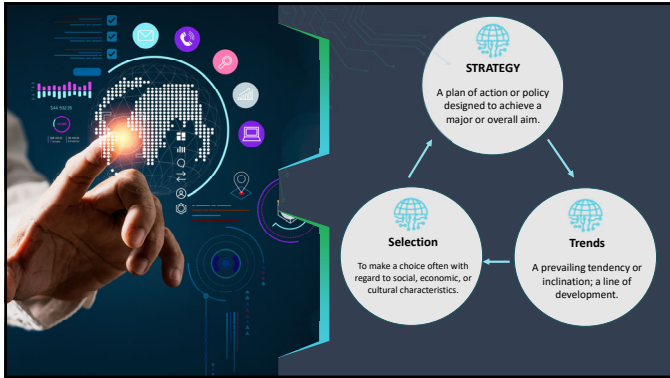 STRATEGY
A plan of action or policy
designed to achieve a
major or overall aim.
Selection
To make a choice often with
regard to social, economic, or
cultural characteristics.
Trends
A prevailing tendency or
inclination; a line of
development.